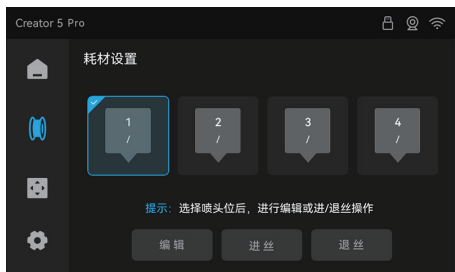 Creator 5 Pro
耗材设置
1 2 3 4
/ / / /
提示: 选择喷头位后，进行编辑或进/退丝操作
编辑 进丝 退丝